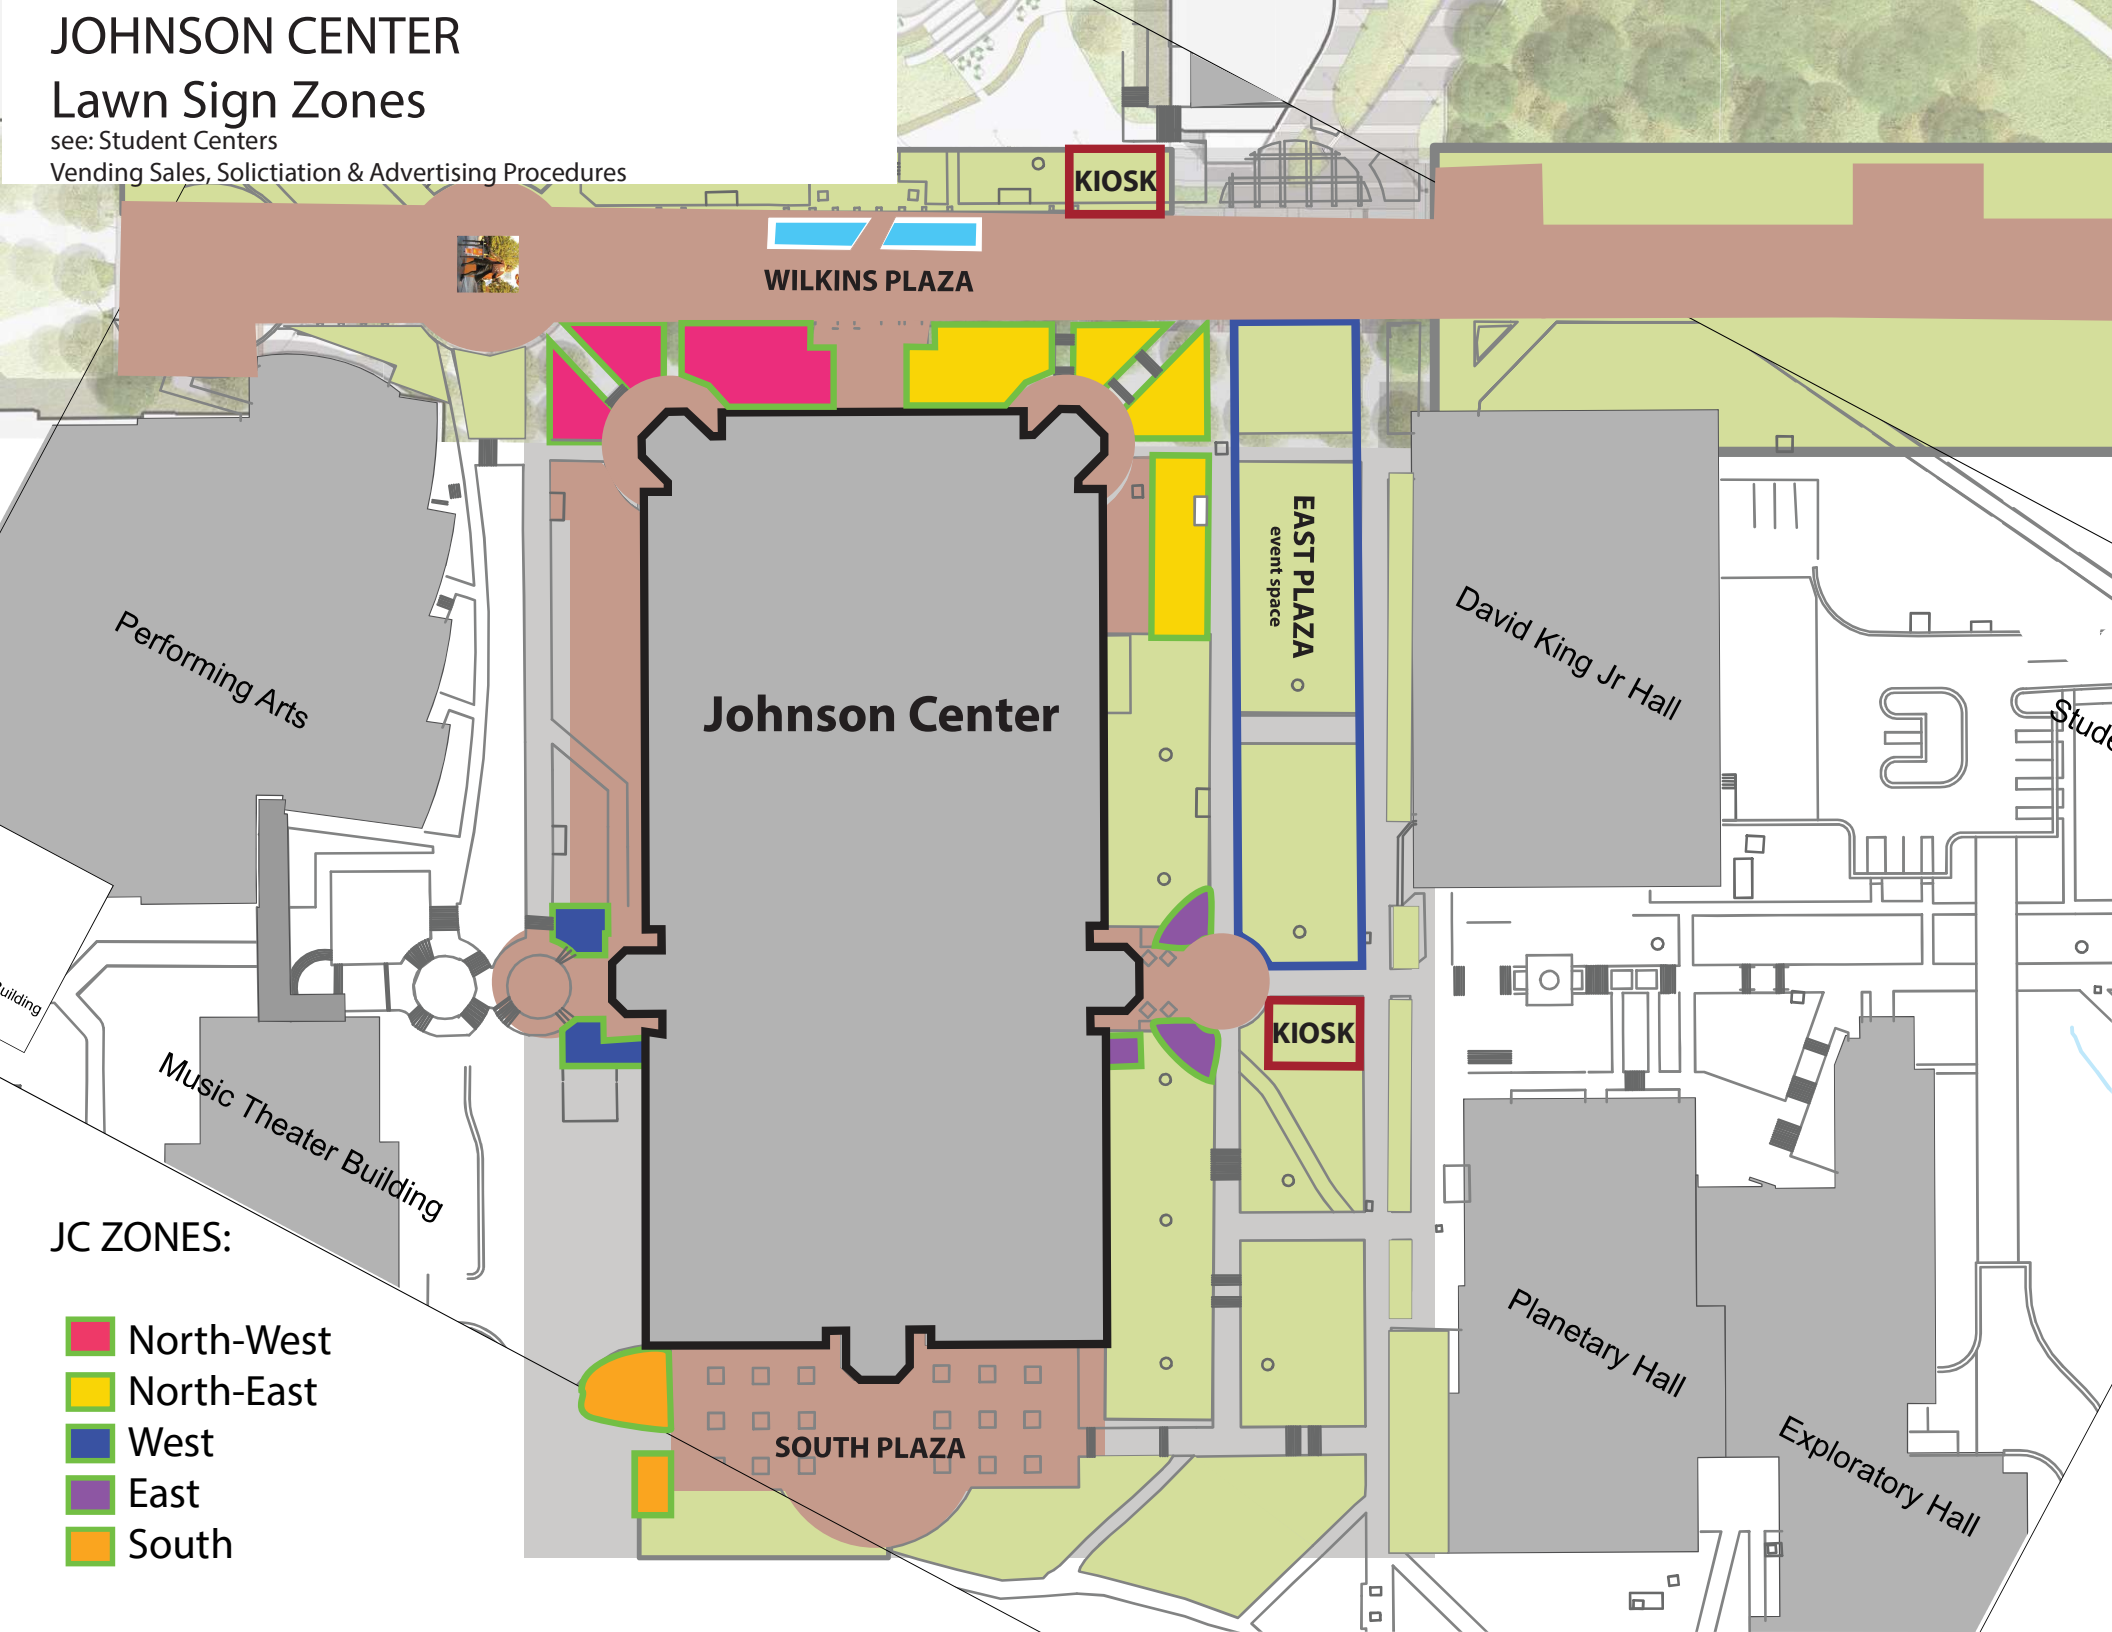 JOHNSON CENTER
Lawn Sign Zones
see: Student Centers
Vending Sales, Solictiation & Advertising Procedures
KIOSK
WILKINS PLAZA
EAST PLAZA
event space
Performing Arts
David King Jr Hall
Johnson Center
Stude
uilding
KIOSK
Music Theater Building
Planetary Hall
Exploratory Hall
SOUTH PLAZA
JC ZONES:
North-West
North-East
West
East
South